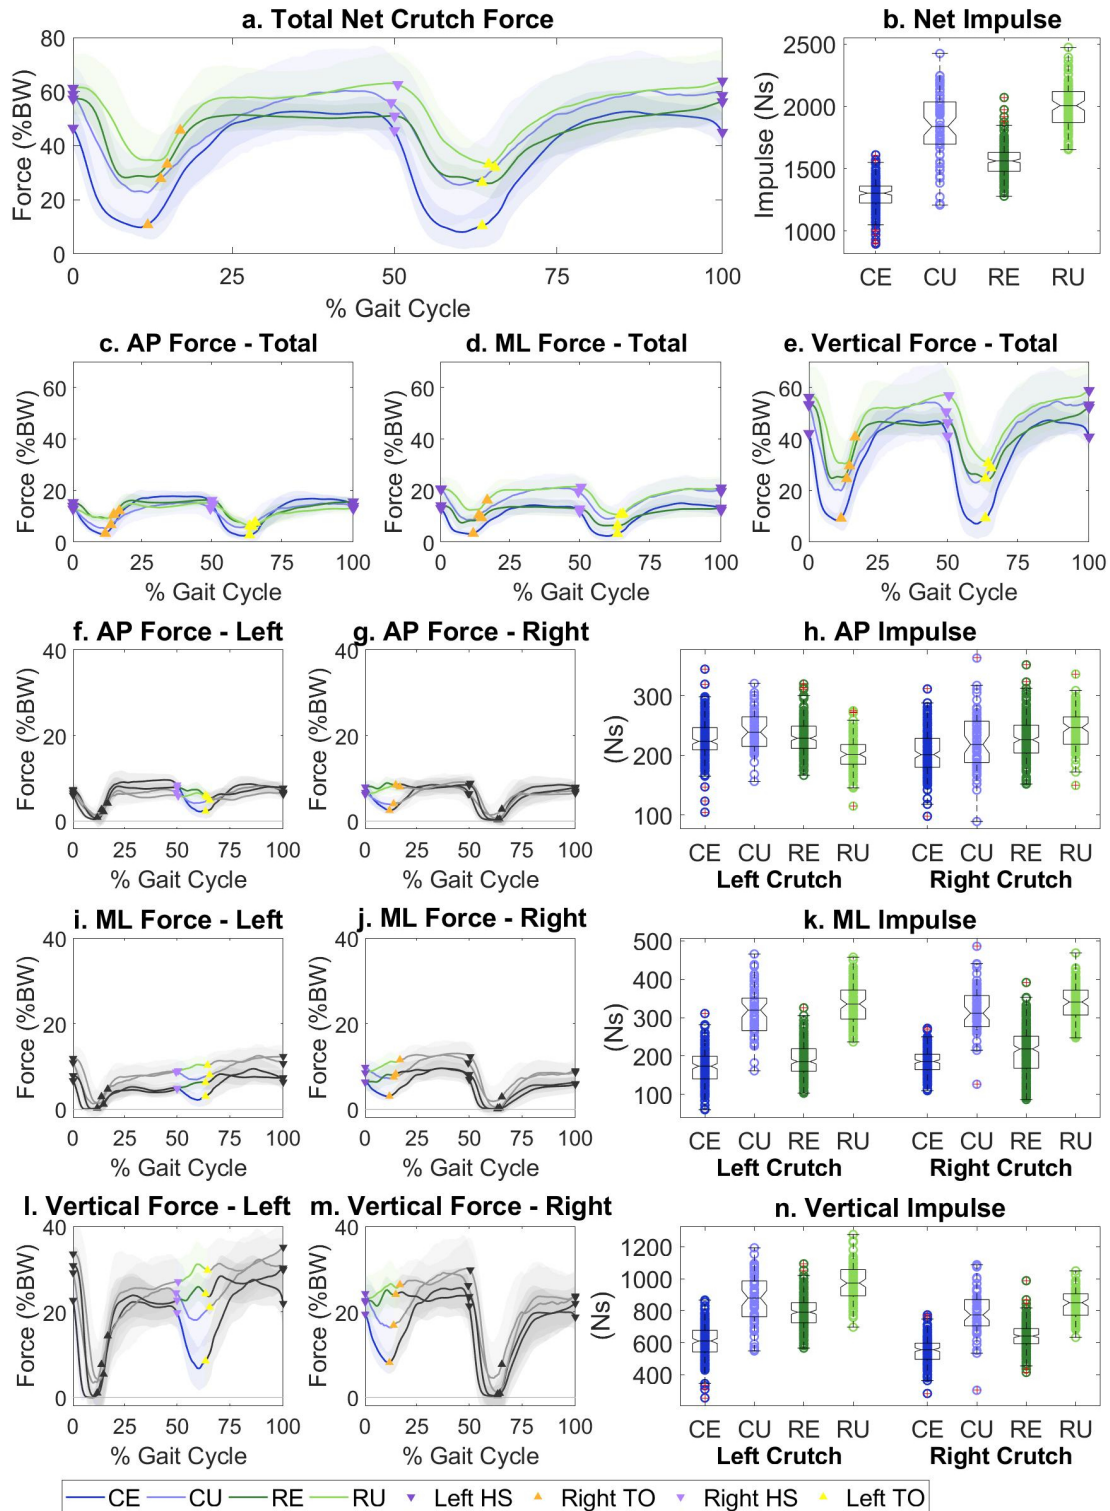 a. Total Net Crutch Force
Force (%BW)
80
60
40
20
0
0 25 50 75 100
% Gait Cycle
b. Net Impulse
Impulse (Ns)
2500
2000
1500
1000
CE CU RE RU
c. AP Force - Total
Force (%BW)
60
40
20
0
0 25 50 75 100
% Gait Cycle
d. ML Force - Total
Force (%BW)
60
40
20
0
0 25 50 75 100
% Gait Cycle
e. Vertical Force - Total
Force (%BW)
60
40
20
0
0 25 50 75 100
% Gait Cycle
f. AP Force - Left
Force (%BW)
40
20
0
0 25 50 75 100
% Gait Cycle
g. AP Force - Right
Force (%BW)
40
20
0
0 25 50 75 100
% Gait Cycle
h. AP Impulse
(Ns)
300
200
100
CE CU RE RU CE CU RE RU
Left Crutch Right Crutch
i. ML Force - Left
Force (%BW)
40
20
0
0 25 50 75 100
% Gait Cycle
j. ML Force - Right
Force (%BW)
40
20
0
0 25 50 75 100
% Gait Cycle
k. ML Impulse
(Ns)
500
400
300
200
100
CE CU RE RU CE CU RE RU
Left Crutch Right Crutch
l. Vertical Force - Left
Force (%BW)
40
20
0
0 25 50 75 100
% Gait Cycle
m. Vertical Force - Right
Force (%BW)
40
20
0
0 25 50 75 100
% Gait Cycle
n. Vertical Impulse
(Ns)
1200
1000
800
600
400
CE CU RE RU CE CU RE RU
Left Crutch Right Crutch
CE CU RE RU Left HS Right TO Right HS Left TO